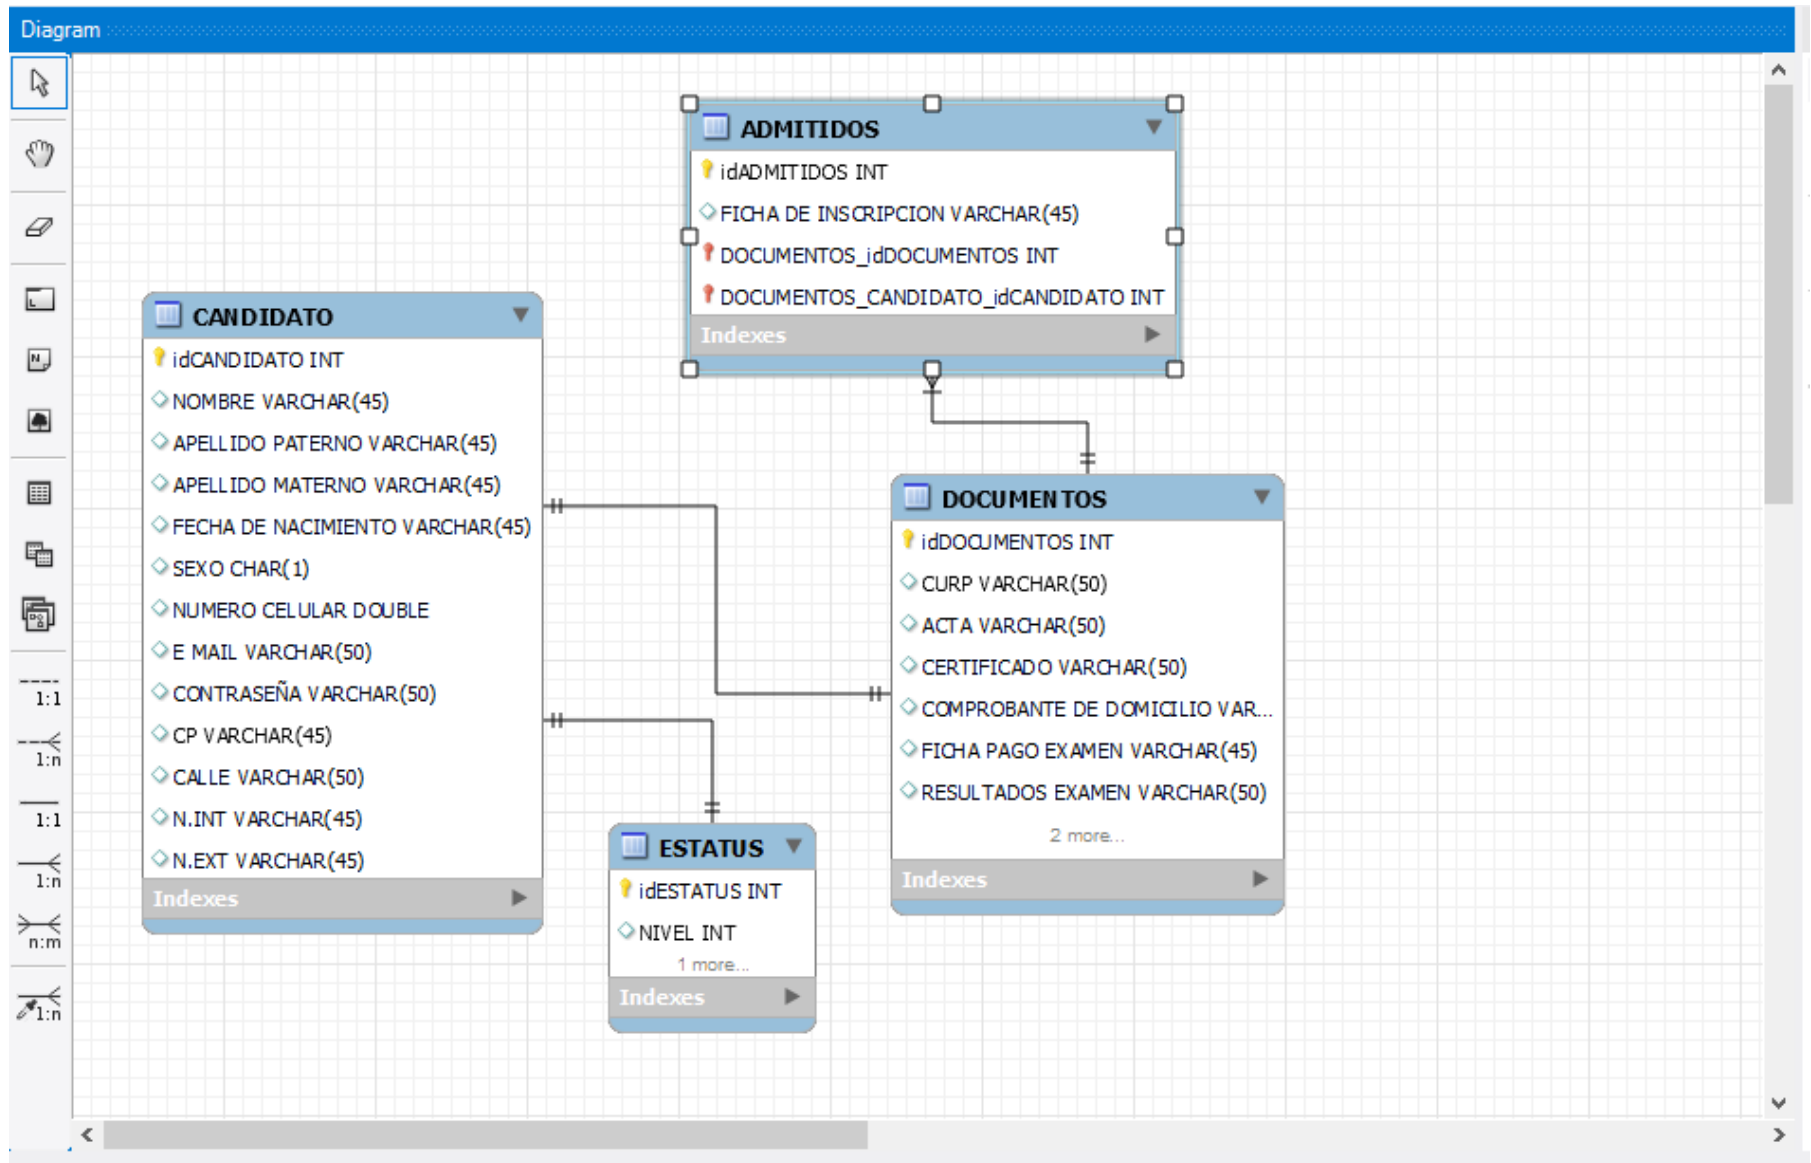 Diagram
ADMITIDOS
idADMITIDOS INT
FICHA DE INSCRIPCION VARCHAR(45)
DOCUMENTOS_idDOCUMENTOS INT
DOCUMENTOS_CANDIDATO_idCANDIDATO INT
Indexes
CANDIDATO
idCANDIDATO INT
NOMBRE VARCHAR(45)
APELLIDO PATERNO VARCHAR(45)
APELLIDO MATERNO VARCHAR(45)
FECHA DE NACIMIENTO VARCHAR(45)
SEXO CHAR(1)
NUMERO CELULAR DOUBLE
E MAIL VARCHAR(50)
CONTRASEÑA VARCHAR(50)
CP VARCHAR(45)
CALLE VARCHAR(50)
N.INT VARCHAR(45)
N.EXT VARCHAR(45)
Indexes
DOCUMENTOS
idDOCUMENTOS INT
CURP VARCHAR(50)
ACTA VARCHAR(50)
CERTIFICADO VARCHAR(50)
COMPROBANTE DE DOMICILIO VAR...
FICHA PAGO EXAMEN VARCHAR(45)
RESULTADOS EXAMEN VARCHAR(50)
2 more...
Indexes
ESTATUS
idESTATUS INT
NIVEL INT
1 more...
Indexes
1:1
1:n
1:1
1:n
n:m
1:n